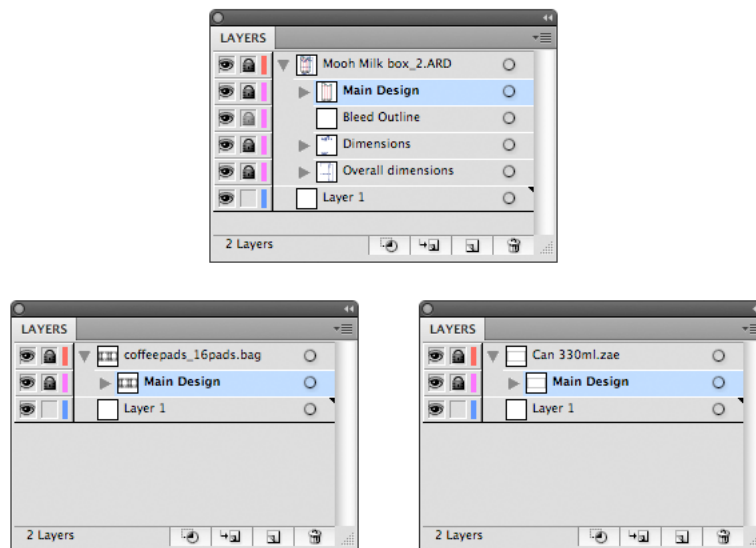 LAYERS
Mooh Milk box_2.ARD
Main Design
Bleed Outline
Dimensions
Overall dimensions
Layer 1
2 Layers
LAYERS
coffeepads_16pads.bag
Main Design
Layer 1
2 Layers
LAYERS
Can 330ml.zae
Main Design
Layer 1
2 Layers